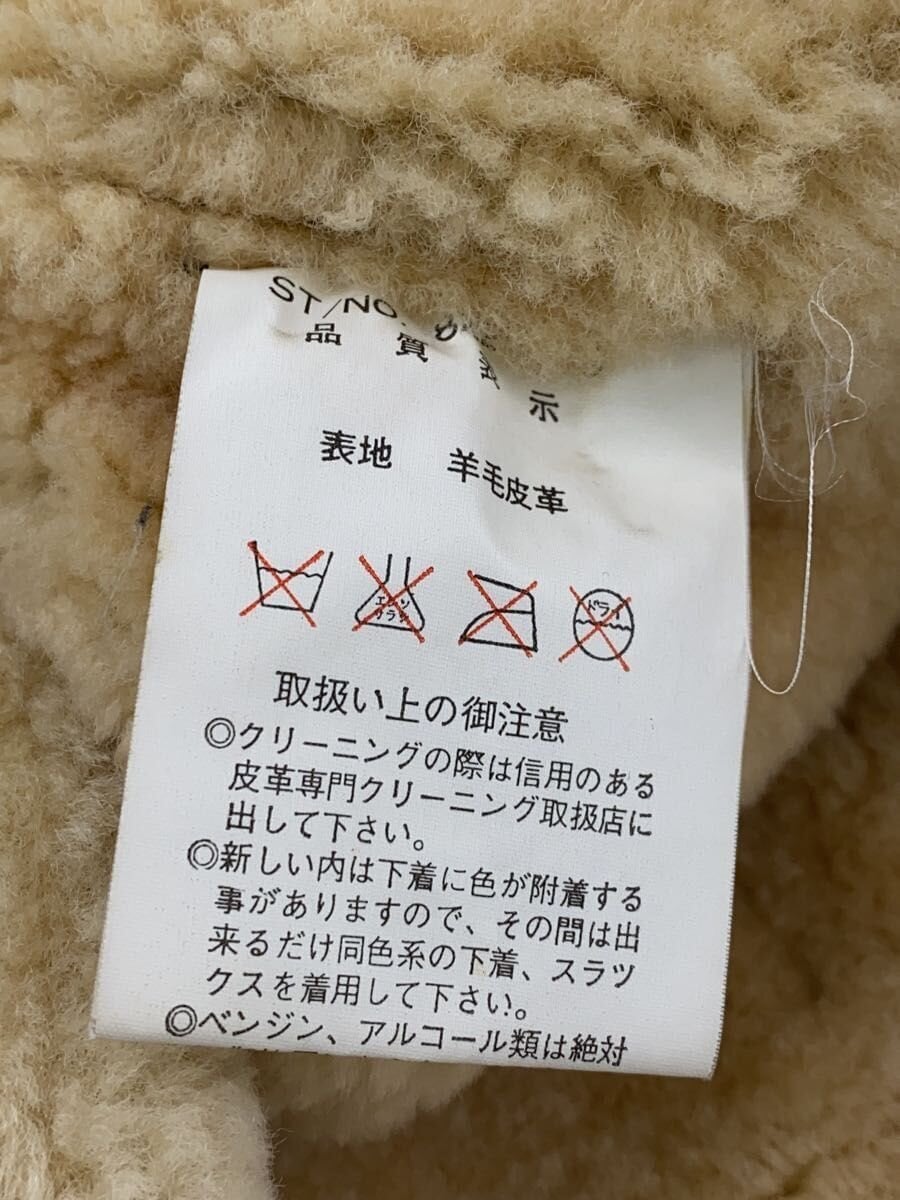 ST/NO.
品質表示
表地 羊毛皮革
エンソ
サラシ
ドライ
取扱い上の御注意
◎クリーニングの際は信用のある
皮革専門クリーニング取扱店に
出して下さい。
◎新しい内は下着に色が附着する
事がありますので、その間は出
来るだけ同色系の下着、スラッ
クスを着用して下さい。
◎ベンジン、アルコール類は絶対